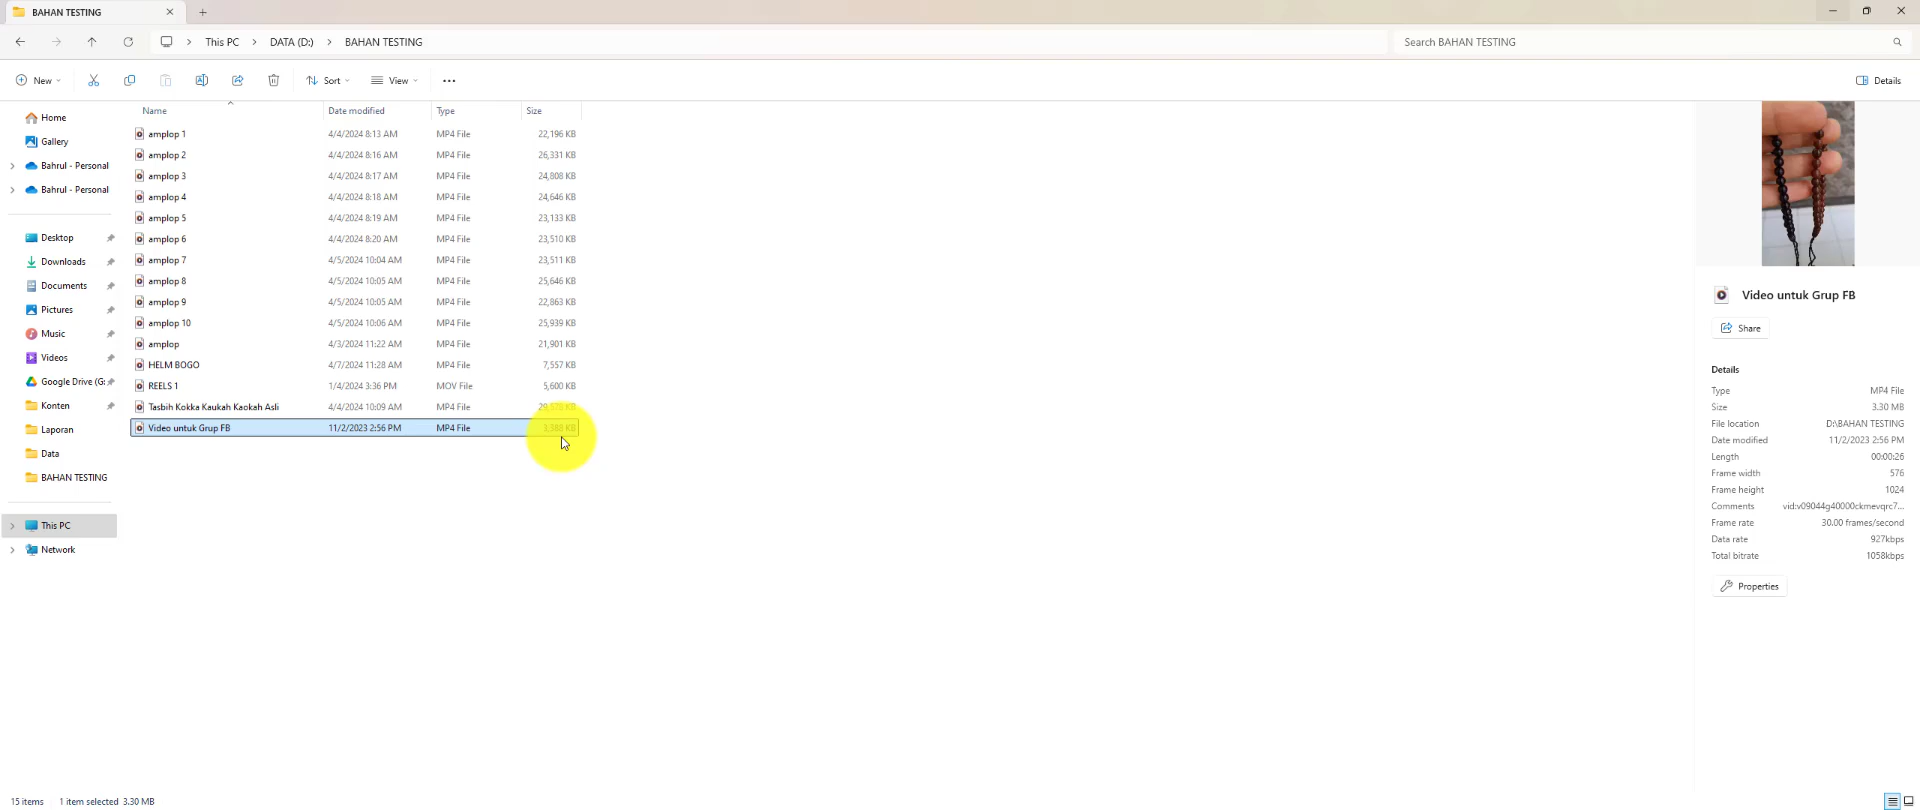 BAHAN TESTING
This PC > DATA (D:) > BAHAN TESTING
Search BAHAN TESTING
New
Sort
View
Details
Name Date modified Type Size
Home
Gallery
Bahrul - Personal
Bahrul - Personal
Desktop
Downloads
Documents
Pictures
Music
Videos
Google Drive (G:
Konten
Laporan
Data
BAHAN TESTING
This PC
Network
amplop 1 4/4/2024 8:13 AM MP4 File 22,196 KB
amplop 2 4/4/2024 8:16 AM MP4 File 26,331 KB
amplop 3 4/4/2024 8:17 AM MP4 File 24,808 KB
amplop 4 4/4/2024 8:18 AM MP4 File 24,646 KB
amplop 5 4/4/2024 8:19 AM MP4 File 23,133 KB
amplop 6 4/4/2024 8:20 AM MP4 File 23,510 KB
amplop 7 4/5/2024 10:04 AM MP4 File 23,511 KB
amplop 8 4/5/2024 10:05 AM MP4 File 25,646 KB
amplop 9 4/5/2024 10:05 AM MP4 File 22,863 KB
amplop 10 4/5/2024 10:06 AM MP4 File 25,939 KB
amplop 4/3/2024 11:22 AM MP4 File 21,901 KB
HELM BOGO 4/7/2024 11:28 AM MP4 File 7,557 KB
REELS 1 1/4/2024 3:36 PM MOV File 5,600 KB
Tasbih Kokka Kaukah Kaokah Asli 4/4/2024 10:09 AM MP4 File KB
Video untuk Grup FB 11/2/2023 2:56 PM MP4 File 3,388 KB
Video untuk Grup FB
Share
Details
Type MP4 File
Size 3.30 MB
File location D:\BAHAN TESTING
Date modified 11/2/2023 2:56 PM
Length 00:00:26
Frame width 576
Frame height 1024
Comments vid:v09044g40000ckmevqrc7...
Frame rate 30.00 frames/second
Data rate 927kbps
Total bitrate 1058kbps
Properties
15 items 1 item selected 3.30 MB